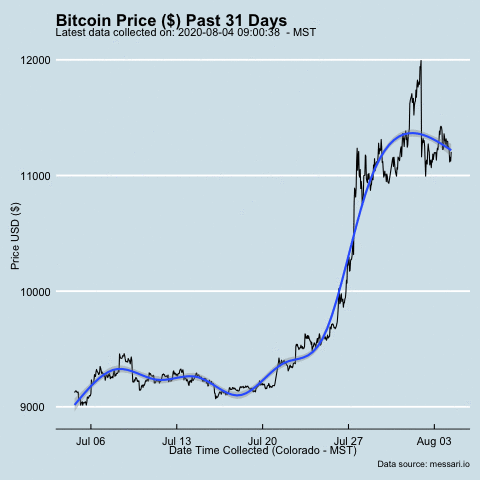 Bitcoin Price ($) Past 31 Days
Latest data collected on: 2020-08-04 09:00:38  - MST
12000
11000
10000
9000
Price USD ($)
Jul 06 Jul 13 Jul 20 Jul 27 Aug 03
Date Time Collected (Colorado - MST)
Data source: messari.io